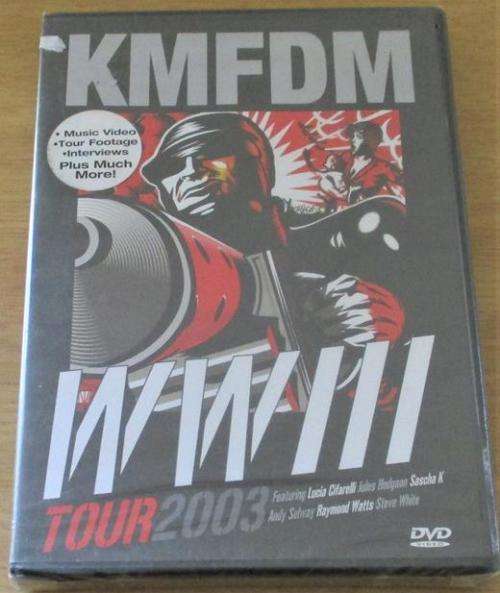 KMFDM
• Music Video
•Tour Footage
•Interviews
Plus Much
More!
WWIII
TOUR2003
Featuring Lucia Cifarelli Jules Hodgson Sascha K
Andy Selway Raymond Watts Steve White
DVD
VIDEO